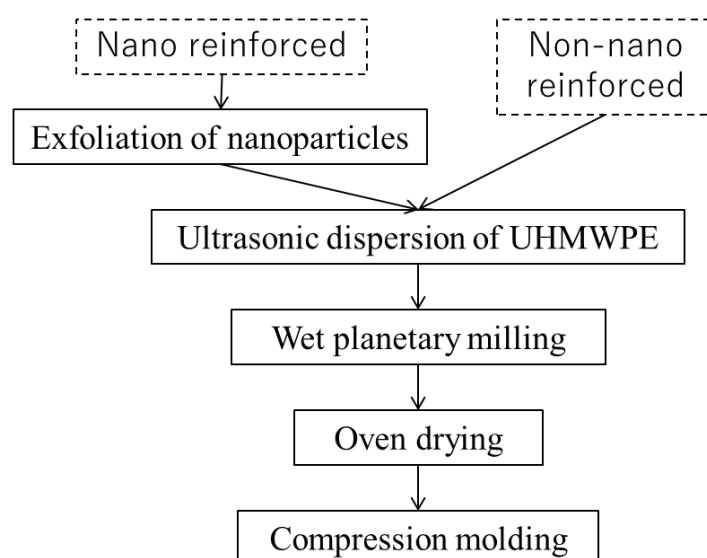 Nano reinforced
Non-nano
reinforced
Exfoliation of nanoparticles
Ultrasonic dispersion of UHMWPE
Wet planetary milling
Oven drying
Compression molding